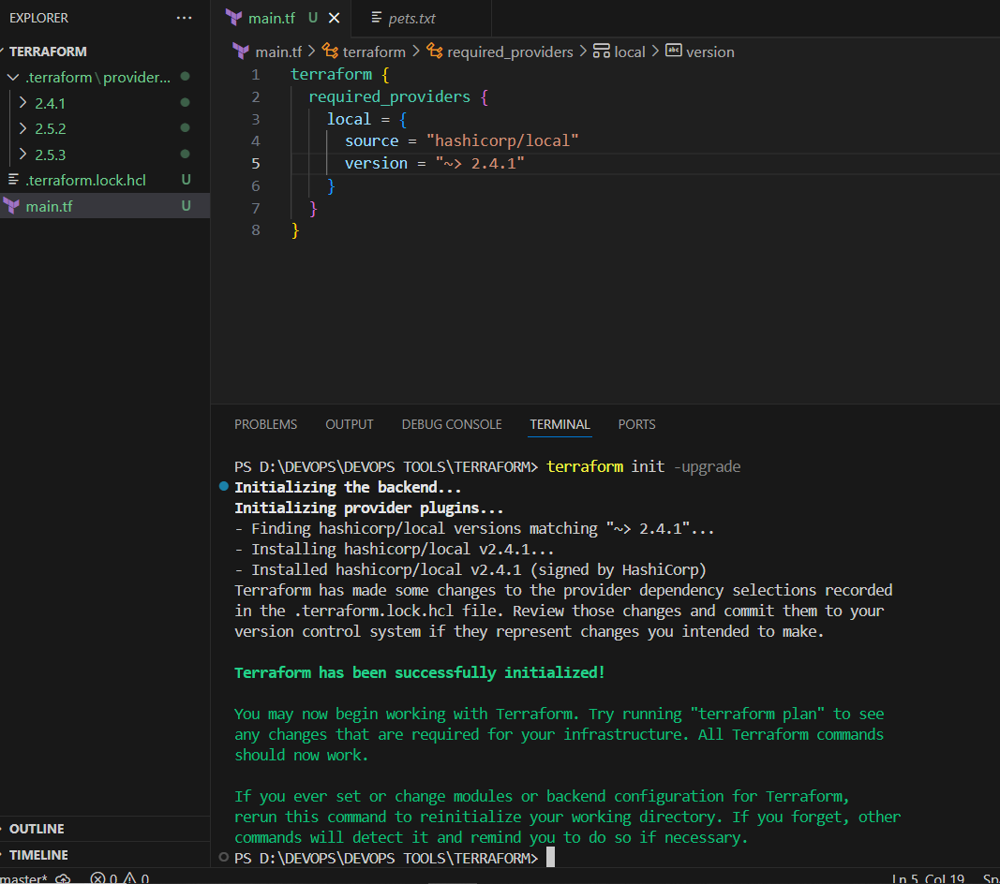 EXPLORER
TERRAFORM
.terraform\provider...
2.4.1
2.5.2
2.5.3
.terraform.lock.hcl U
main.tf U
OUTLINE
TIMELINE
main.tf U
pets.txt
main.tf > terraform > required_providers > local > version
1 terraform {
2 required_providers {
3 local = {
4 source = "hashicorp/local"
5 version = "~> 2.4.1"
6 }
7 }
8 }
PROBLEMS OUTPUT DEBUG CONSOLE TERMINAL PORTS
PS D:\DEVOPS\DEVOPS TOOLS\TERRAFORM> terraform init -upgrade
Initializing the backend...
Initializing provider plugins...
- Finding hashicorp/local versions matching "~> 2.4.1"...
- Installing hashicorp/local v2.4.1...
- Installed hashicorp/local v2.4.1 (signed by HashiCorp)
Terraform has made some changes to the provider dependency selections recorded
in the .terraform.lock.hcl file. Review those changes and commit them to your
version control system if they represent changes you intended to make.
Terraform has been successfully initialized!
You may now begin working with Terraform. Try running "terraform plan" to see
any changes that are required for your infrastructure. All Terraform commands
should now work.
If you ever set or change modules or backend configuration for Terraform,
rerun this command to reinitialize your working directory. If you forget, other
commands will detect it and remind you to do so if necessary.
PS D:\DEVOPS\DEVOPS TOOLS\TERRAFORM>
master* 0 0 Ln 5, Col 19